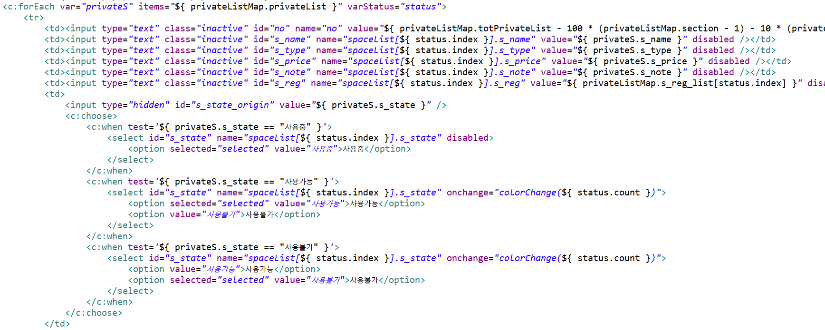 <c:forEach var="privateS" items="${ privateListMap.privateList }" varStatus="status">
<tr>
<td><input type="text" class="inactive" id="no" name="no" value="${ privateListMap.totPrivateList - 100 * (privateListMap.section - 1) - 10 * (privat
<td><input type="text" class="inactive" id="s_name" name="spaceList[${ status.index }].s_name" value="${ privateS.s_name }" disabled /></td>
<td><input type="text" class="inactive" id="s_type" name="spaceList[${ status.index }].s_type" value="${ privateS.s_type }" disabled /></td>
<td><input type="text" class="inactive" id="s_price" name="spaceList[${ status.index }].s_price" value="${ privateS.s_price }" disabled /></td>
<td><input type="text" class="inactive" id="s_note" name="spaceList[${ status.index }].s_note" value="${ privateS.s_note }" disabled /></td>
<td><input type="text" class="inactive" id="s_reg" name="spaceList[${ status.index }].s_reg" value="${ privateListMap.s_reg_list[status.index] }" disa
<td>
<input type="hidden" id="s_state_origin" value="${ privateS.s_state }" />
<c:choose>
<c:when test='${ privateS.s_state == "사용중" }'>
<select id="s_state" name="spaceList[${ status.index }].s_state" disabled>
<option selected="selected" value="사용중">사용중</option>
</select>
</c:when>
<c:when test='${ privateS.s_state == "사용가능" }'>
<select id="s_state" name="spaceList[${ status.index }].s_state" onchange="colorChange(${ status.count })">
<option selected="selected" value="사용가능">사용가능</option>
<option value="사용불가">사용불가</option>
</select>
</c:when>
<c:when test='${ privateS.s_state == "사용불가" }'>
<select id="s_state" name="spaceList[${ status.index }].s_state" onchange="colorChange(${ status.count })">
<option value="사용가능">사용가능</option>
<option selected="selected" value="사용불가">사용불가</option>
</select>
</c:when>
</c:choose>
</td>